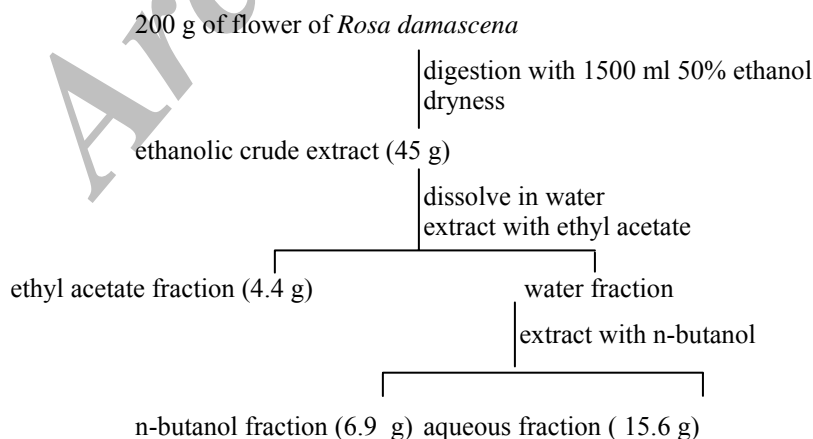 200 g of flower of Rosa damascena
digestion with 1500 ml 50% ethanol
dryness
ethanolic crude extract (45 g)
dissolve in water
extract with ethyl acetate
ethyl acetate fraction (4.4 g)
water fraction
extract with n-butanol
n-butanol fraction (6.9 g) aqueous fraction ( 15.6 g)